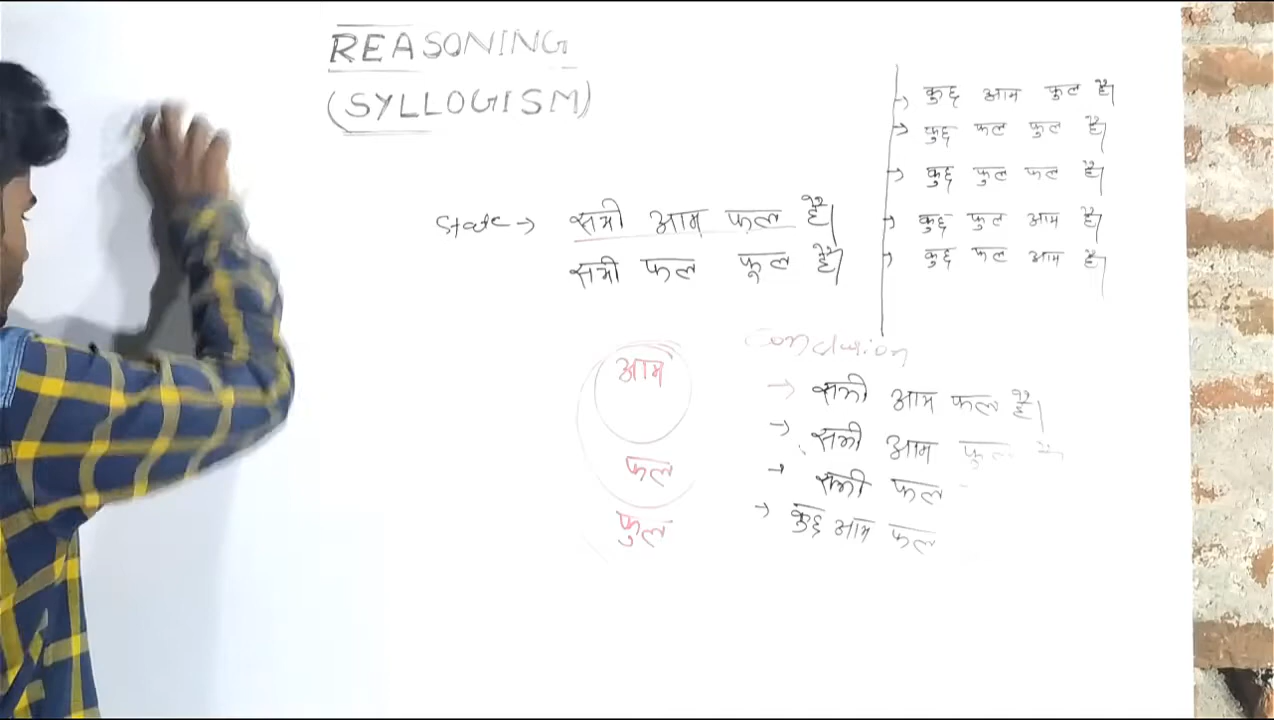 REASONING
(SYLLOGISM)
State → सभी आम फल है।
सभी फल फूल है।
आम
फल
फुल
Conclusion
→ सभी आम फल है।
→ सभी आम फुल है
→ सभी फल
→ कुछ आम फल
→ कुछ आम फुल है।
→ कुछ फल फुल है।
→ कुछ फुल फल है।
→ कुछ फुल आम है।
→ कुछ फल आम है।